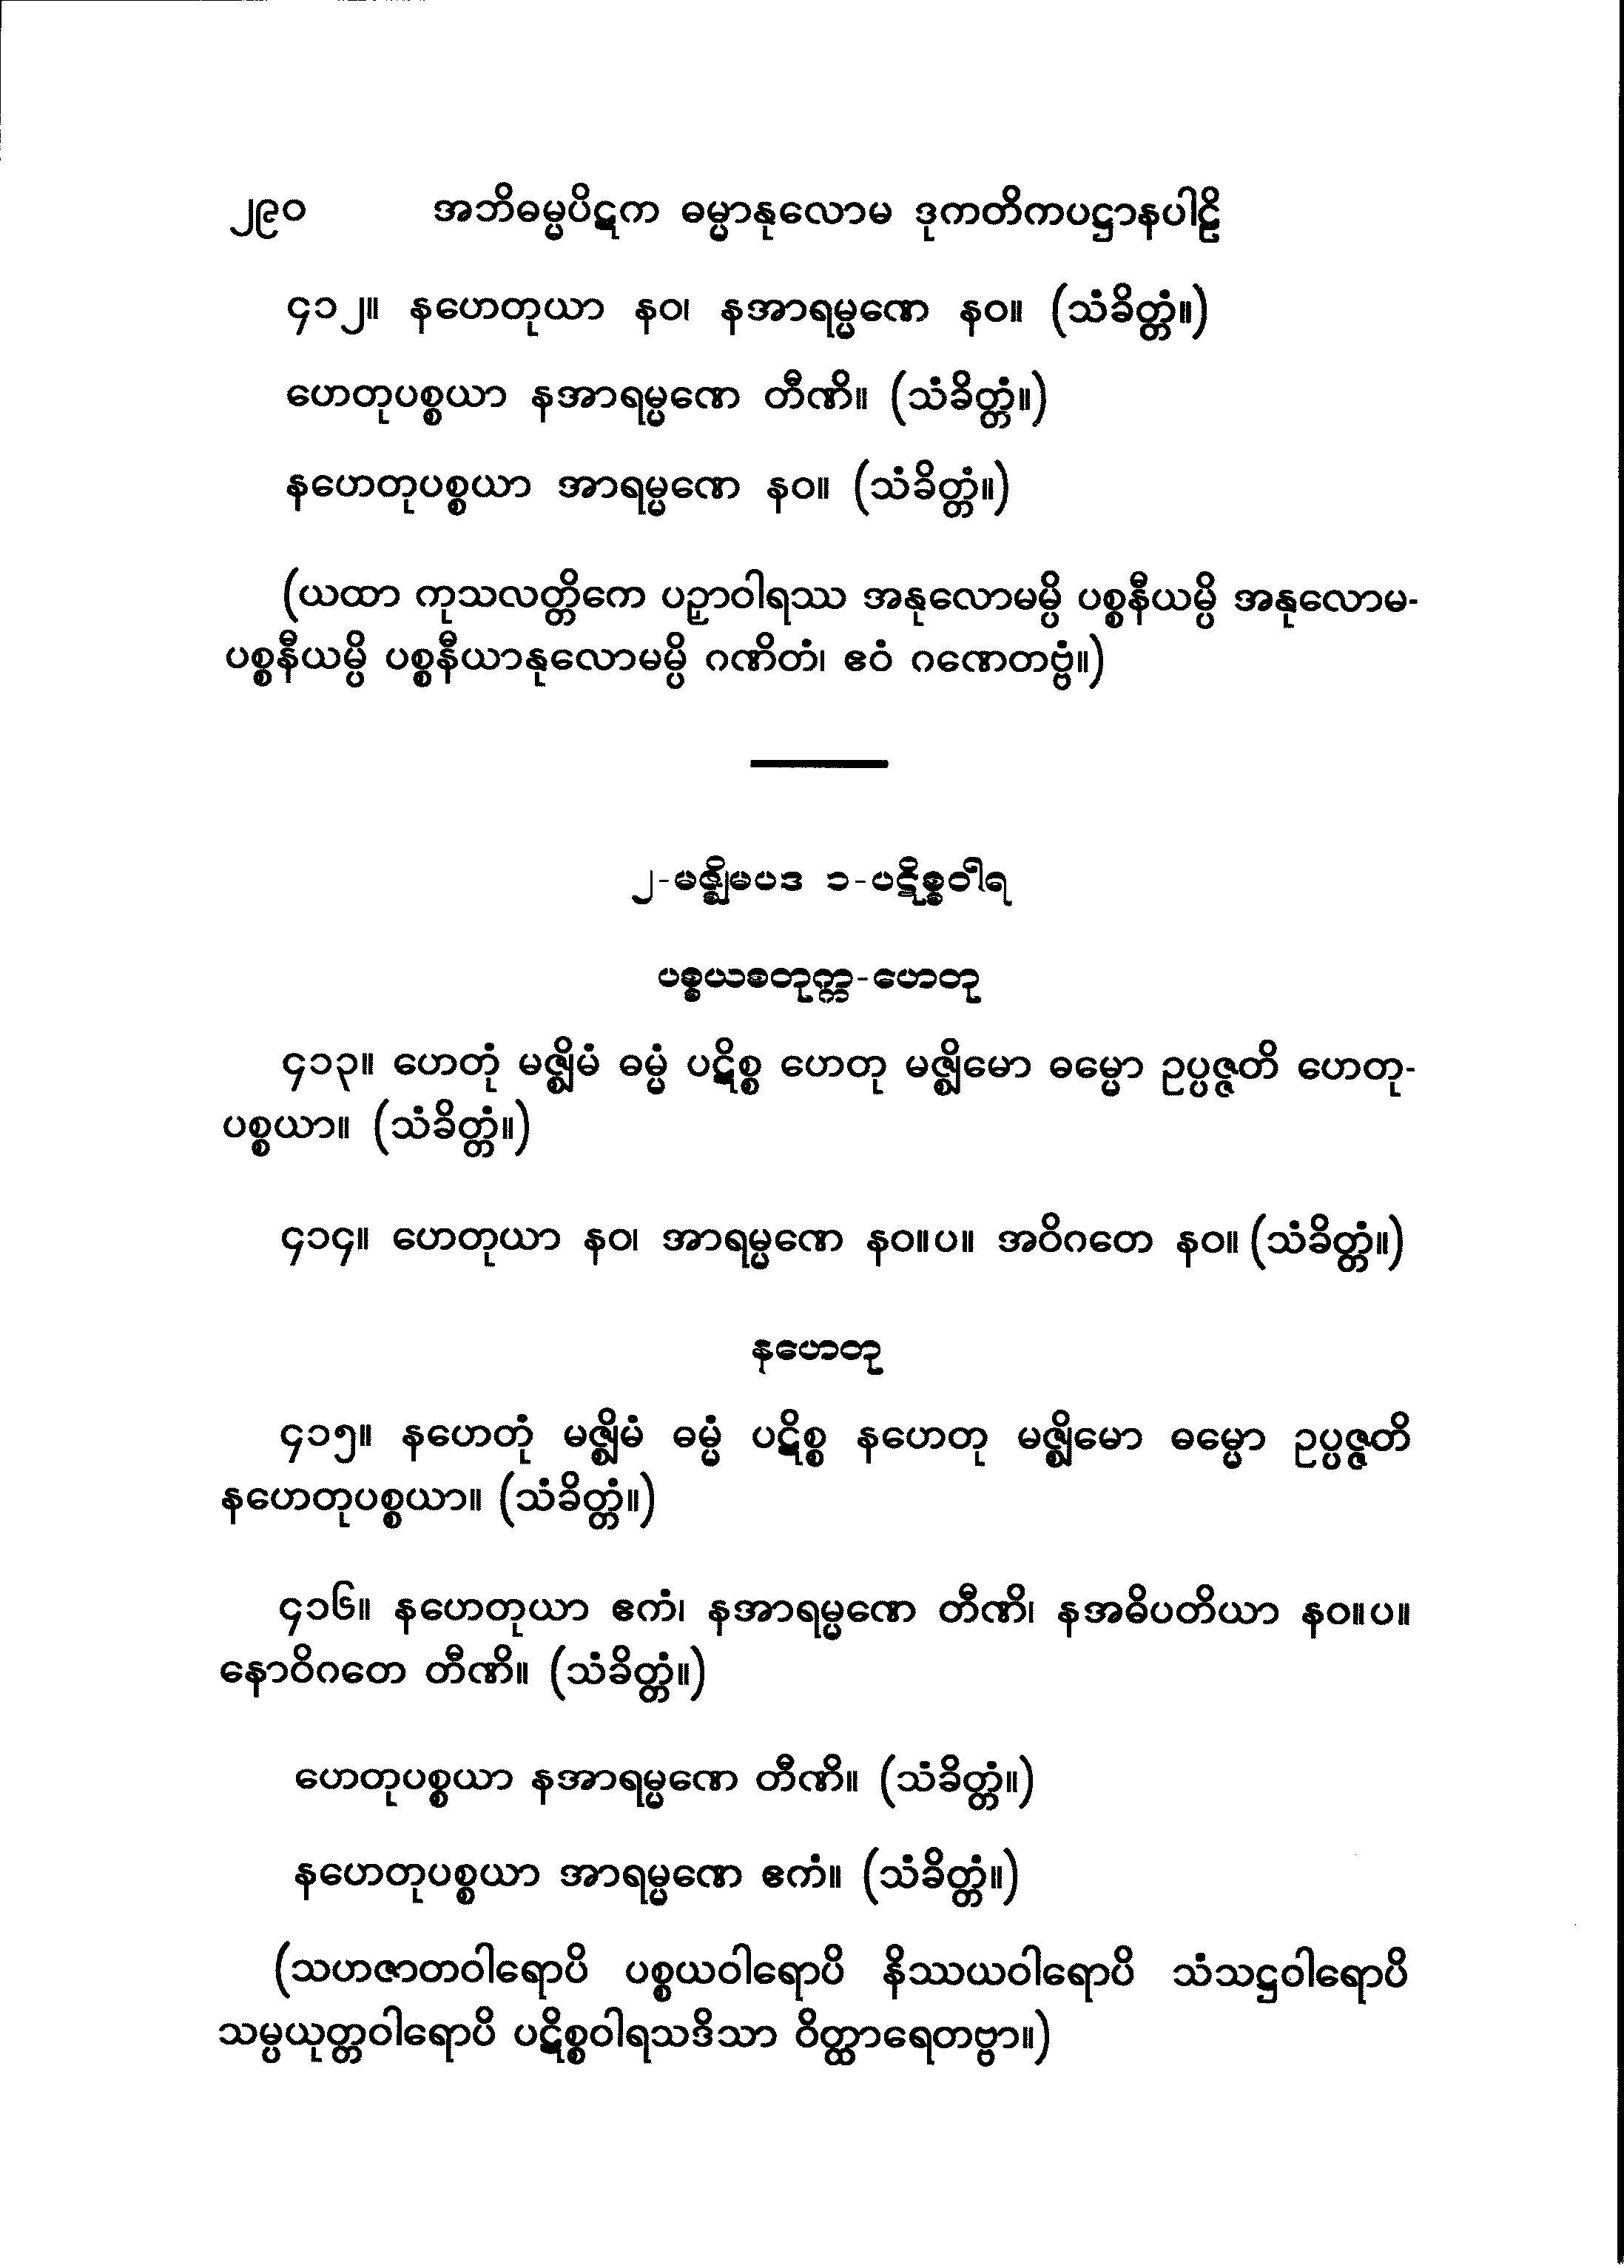 ၂၉၀ အဘိဓမ္မပိဋက ဓမ္မာနုလောမ ဒုကတိကပဋ္ဌာနပါဠိ
၄၁၂။ နဟေတုယာ နဝ၊ နအာရမ္မဏေ နဝ။ (သံခိတ္တံ။)
ဟေတုပစ္စယာ နအာရမ္မဏေ တီဏိ။ (သံခိတ္တံ။)
နဟေတုပစ္စယာ အာရမ္မဏေ နဝ။ (သံခိတ္တံ။)
(ယထာ ကုသလတ္တိကေ ပဉှာဝါရဿ အနုလောမမ္ပိ ပစ္စနီယမ္ပိ အနုလောမ-
ပစ္စနီယမ္ပိ ပစ္စနီယာနုလောမမ္ပိ ဂဏိတံ၊ ဧဝံ ဂဏေတဗ္ဗံ။)
၂-မဇ္ဈိမပဒ ၁-ပဋိစ္စဝါရ
ပစ္စယစတုက္က-ဟေတု
၄၁၃။ ဟေတုံ မဇ္ဈိမံ ဓမ္မံ ပဋိစ္စ ဟေတု မဇ္ဈိမော ဓမ္မော ဥပ္ပဇ္ဇတိ ဟေတု-
ပစ္စယာ။ (သံခိတ္တံ။)
၄၁၄။ ဟေတုယာ နဝ၊ အာရမ္မဏေ နဝ။ပ။ အဝိဂတေ နဝ။ (သံခိတ္တံ။)
နဟေတု
၄၁၅။ နဟေတုံ မဇ္ဈိမံ ဓမ္မံ ပဋိစ္စ နဟေတု မဇ္ဈိမော ဓမ္မော ဥပ္ပဇ္ဇတိ
နဟေတုပစ္စယာ။ (သံခိတ္တံ။)
၄၁၆။ နဟေတုယာ ဧကံ၊ နအာရမ္မဏေ တီဏိ၊ နအဓိပတိယာ နဝ။ပ။
နောဝိဂတေ တီဏိ။ (သံခိတ္တံ။)
ဟေတုပစ္စယာ နအာရမ္မဏေ တီဏိ။ (သံခိတ္တံ။)
နဟေတုပစ္စယာ အာရမ္မဏေ ဧကံ။ (သံခိတ္တံ။)
(သဟဇာတဝါရောပိ ပစ္စယဝါရောပိ နိဿယဝါရောပိ သံသဋ္ဌဝါရောပိ
သမ္ပယုတ္တဝါရောပိ ပဋိစ္စဝါရသဒိသာ ဝိတ္ထာရေတဗ္ဗာ။)